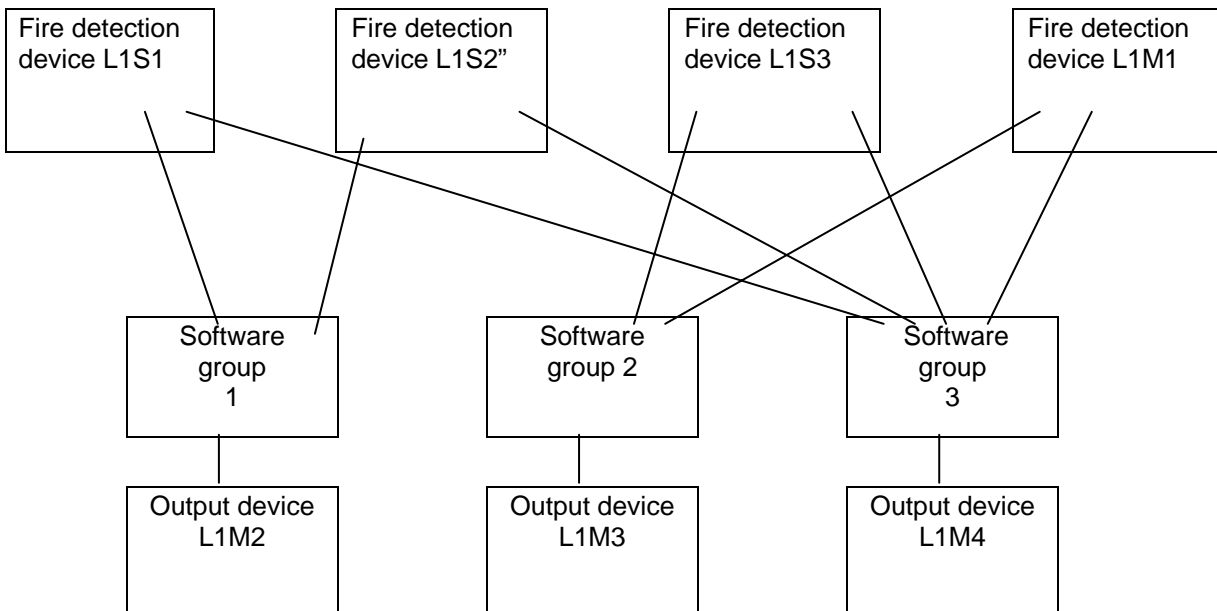 Fire detection
device L1S1
Fire detection
device L1S2”
Fire detection
device L1S3
Fire detection
device L1M1
Software
group
1
Software
group 2
Software
group
3
Output device
L1M2
Output device
L1M3
Output device
L1M4